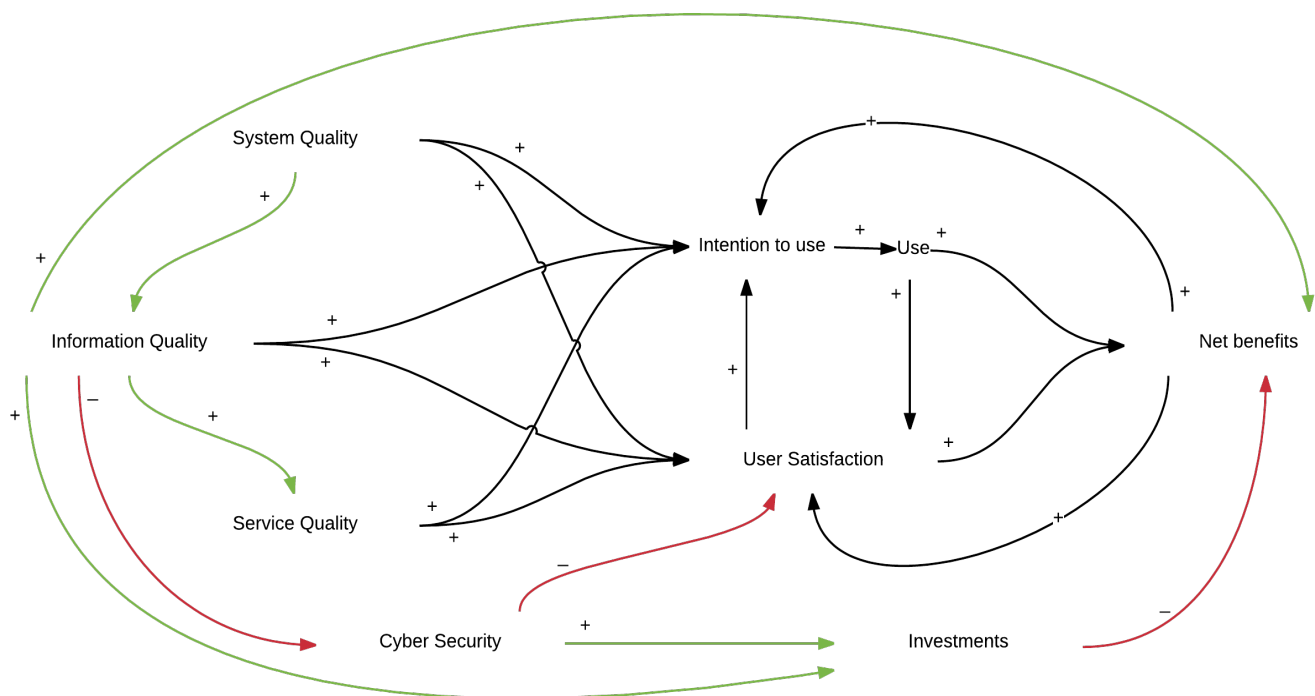 +
System Quality
+
+
+
+
+
+
Intention to use
+
Use
+
+
+
Information Quality
+
+
Net benefits
+
+
–
+
+
User Satisfaction
+
Service Quality
+
+
+
–
Cyber Security
+
Investments
–